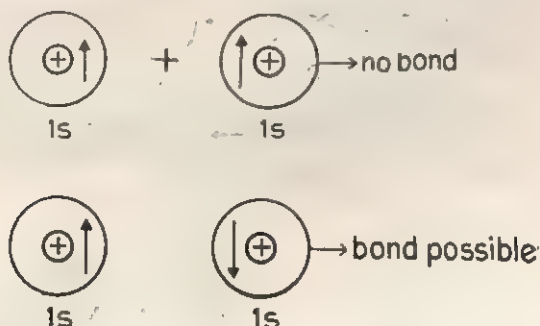 + + + → no bond
1s 1s
+ + → bond possible
1s 1s